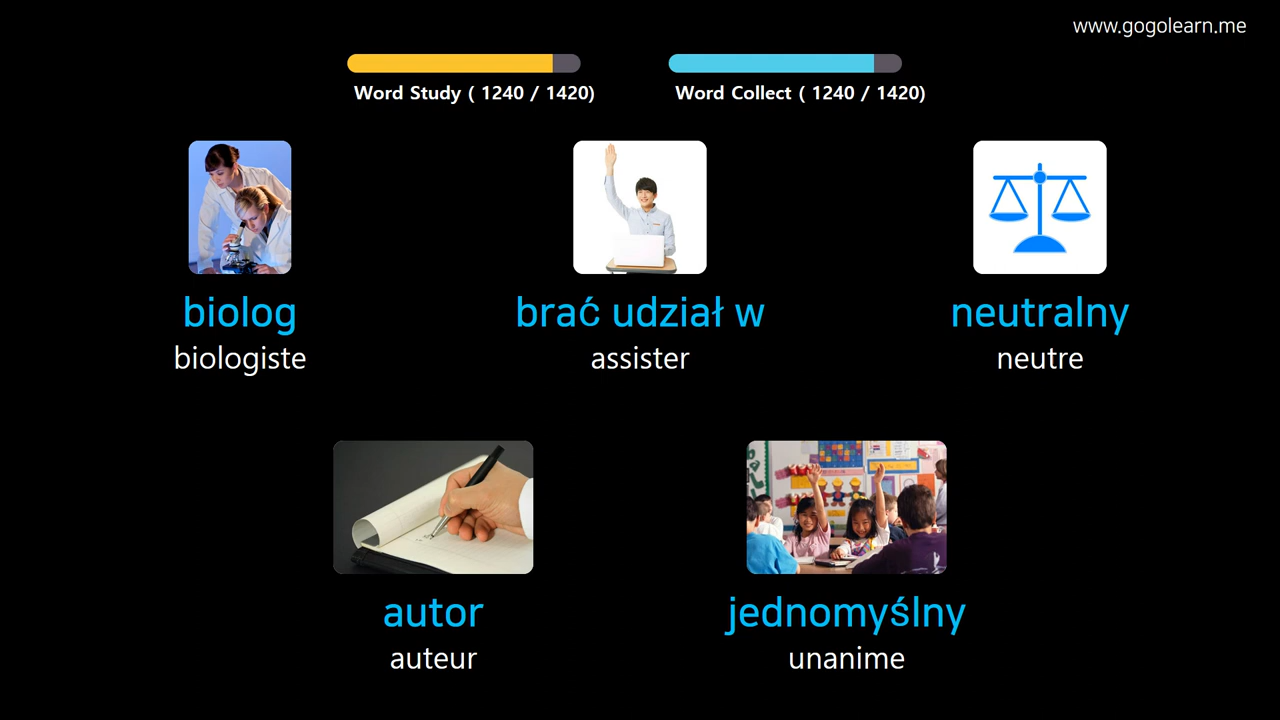 www.gogolearn.me
Word Study ( 1240 / 1420)
Word Collect ( 1240 / 1420)
biolog
biologiste
brać udział w
assister
neutralny
neutre
autor
auteur
jednomyślny
unanime